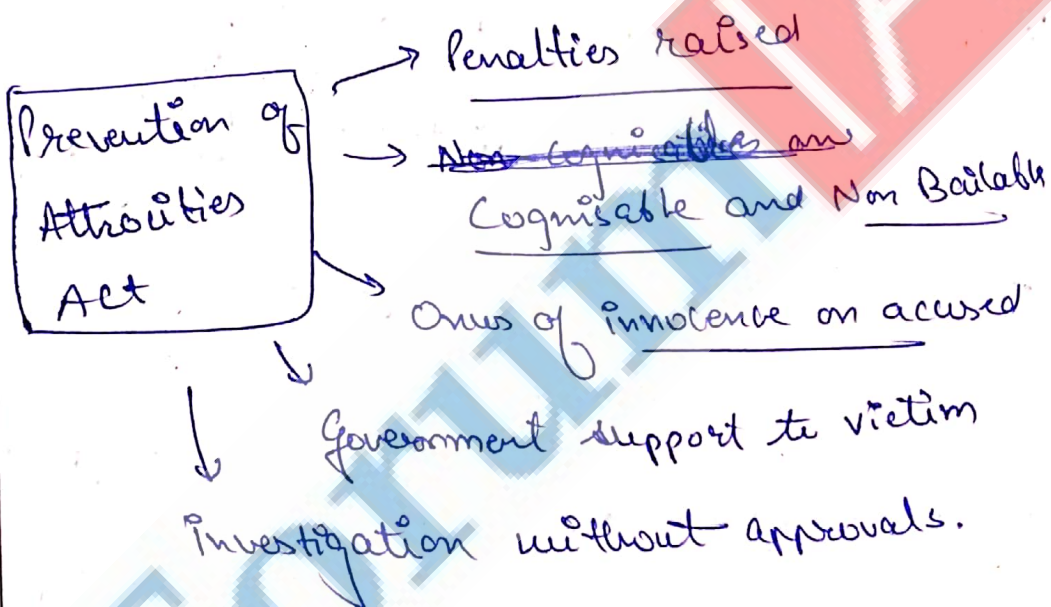 Prevention of
Attrocities
Act
→ Penalties raised
→ Cognisable and Non Bailable
Onus of innocence on accused
Government support to victim
Investigation without approvals.